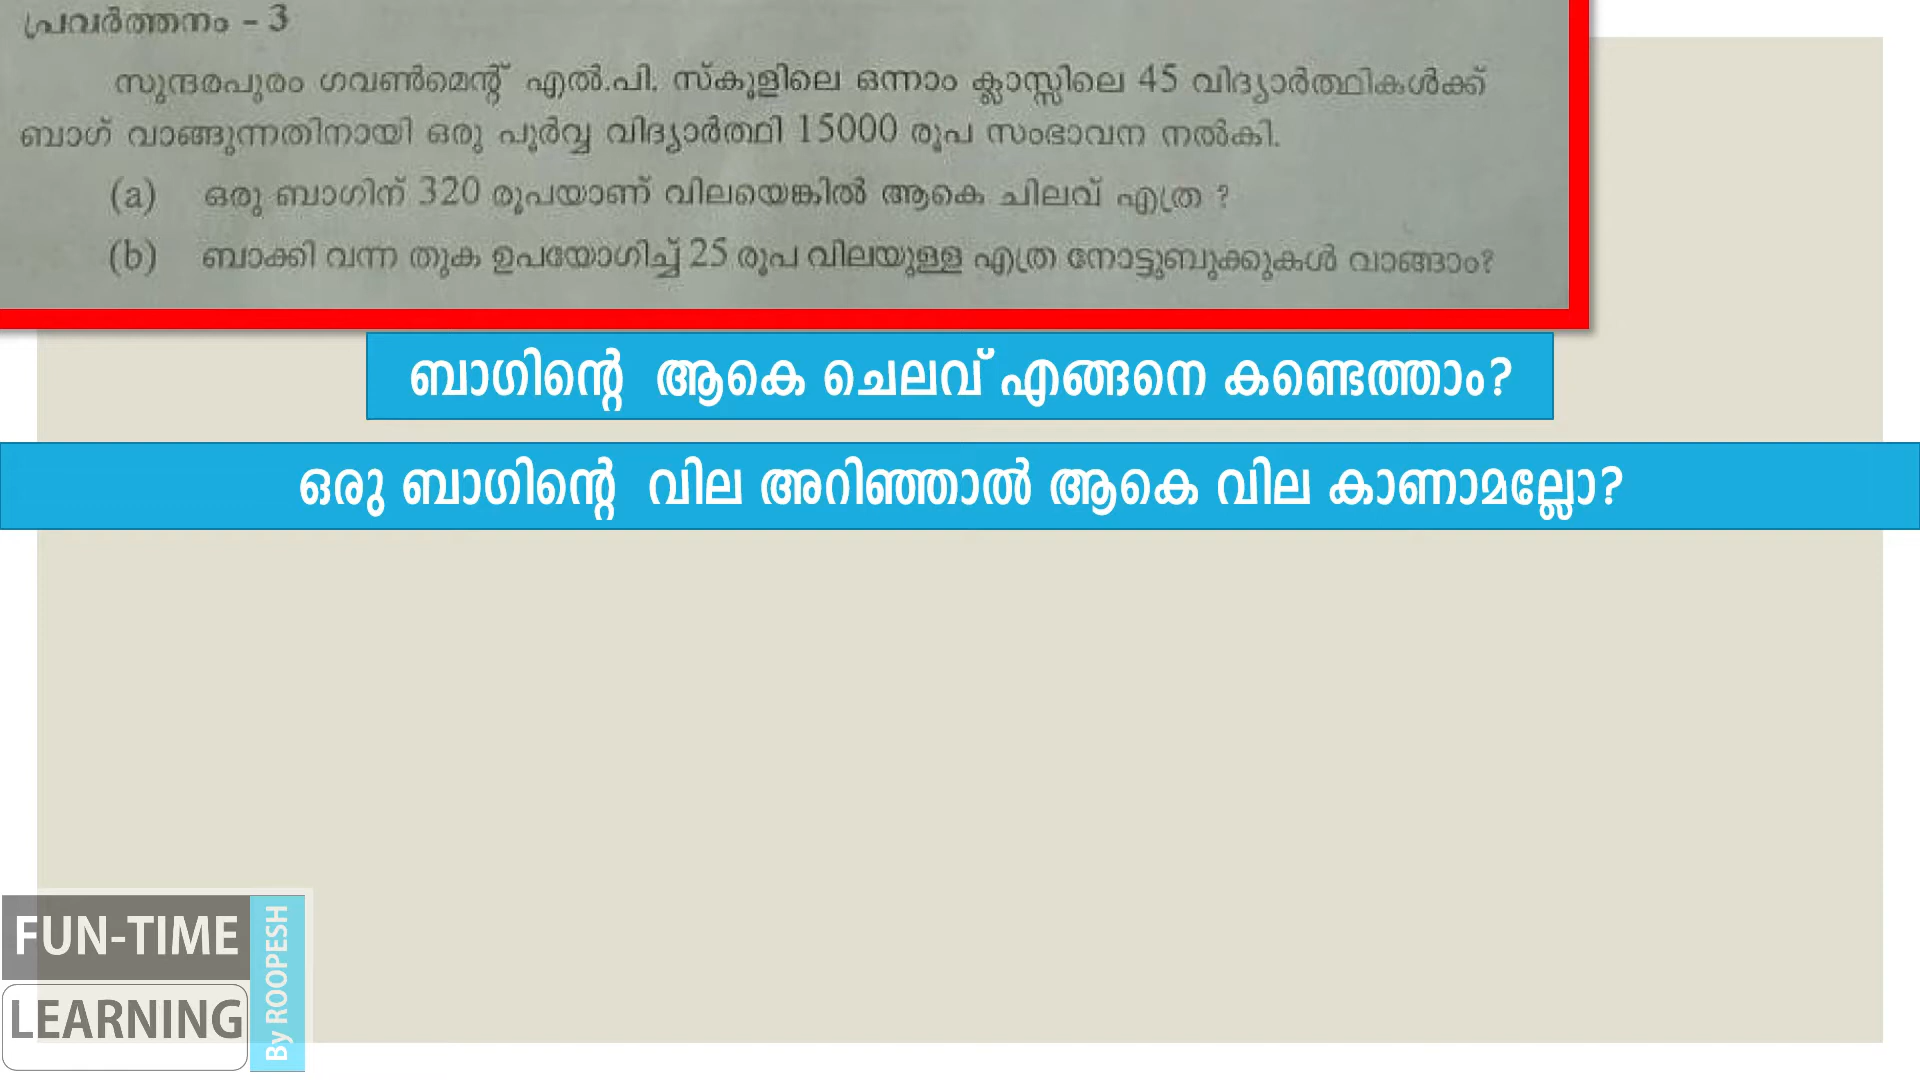 പ്രവർത്തനം - 3
സുന്ദരപുരം ഗവൺമെന്റ് എൽ.പി. സ്കൂളിലെ ഒന്നാം ക്ലാസ്സിലെ 45 വിദ്യാർത്ഥികൾക്ക്
ബാഗ് വാങ്ങുന്നതിനായി ഒരു പൂർവ്വ വിദ്യാർത്ഥി 15000 രൂപ സംഭാവന നൽകി.
(a) ഒരു ബാഗിന് 320 രൂപയാണ് വിലയെങ്കിൽ ആകെ ചിലവ് എത്ര ?
(b) ബാക്കി വന്ന തുക ഉപയോഗിച്ച് 25 രൂപ വിലയുള്ള എത്ര നോട്ടുബുക്കുകൾ വാങ്ങാം?
ബാഗിന്റെ ആകെ ചെലവ് എങ്ങനെ കണ്ടെത്താം?
ഒരു ബാഗിന്റെ വില അറിഞ്ഞാൽ ആകെ വില കാണാമല്ലോ?
FUN-TIME
LEARNING
By ROOPESH